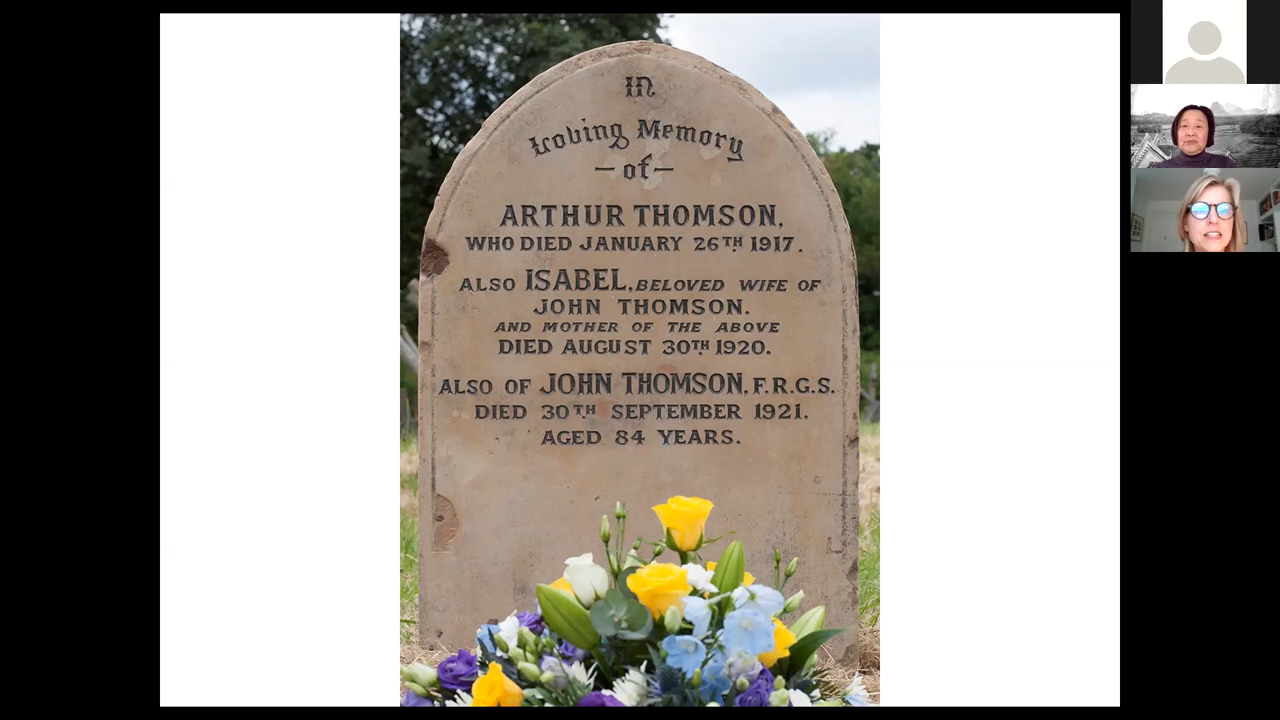 In
Loving Memory
— of —
ARTHUR THOMSON,
WHO DIED JANUARY 26TH 1917.
ALSO ISABEL, BELOVED WIFE OF
JOHN THOMSON.
AND MOTHER OF THE ABOVE
DIED AUGUST 30TH 1920.
ALSO OF JOHN THOMSON, F.R.G.S.
DIED 30TH SEPTEMBER 1921.
AGED 84 YEARS.